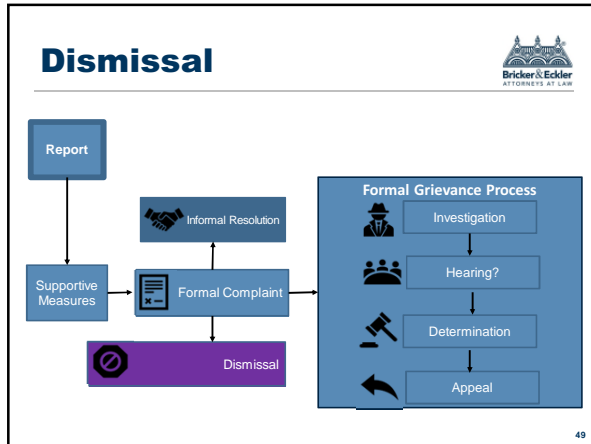 Dismissal
Bricker&Eckler
ATTORNEYS AT LAW
Report
Formal Grievance Process
Informal Resolution
Investigation
Supportive
Measures
Formal Complaint
Hearing?
Dismissal
Determination
Appeal
49